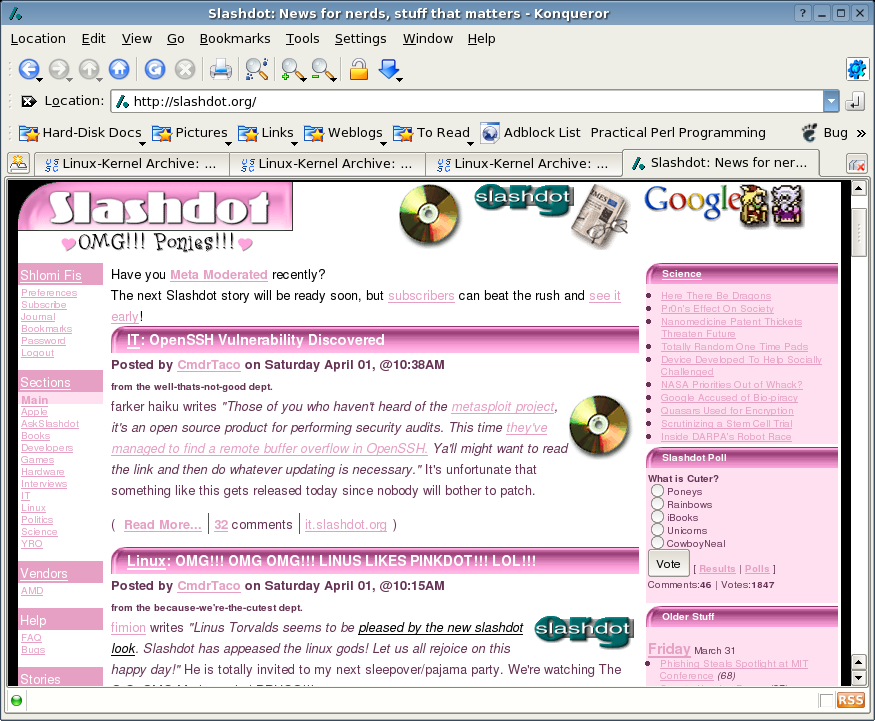 Slashdot: News for nerds, stuff that matters - Konqueror
Location Edit View Go Bookmarks Tools Settings Window Help
Location: http://slashdot.org/
Hard-Disk Docs Pictures Links Weblogs To Read Adblock List Practical Perl Programming Bug »
Linux-Kernel Archive: ... Linux-Kernel Archive: ... Linux-Kernel Archive: ... Slashdot: News for ner...
Slashdot
OMG!!! Ponies!!!
slashdot
org
Google
Shlomi Fis
Preferences
Subscribe
Journal
Bookmarks
Password
Logout
Sections
Main
Apple
AskSlashdot
Books
Developers
Games
Hardware
Interviews
IT
Linux
Politics
Science
YRO
Vendors
AMD
Help
FAQ
Bugs
Stories
Have you Meta Moderated recently?
The next Slashdot story will be ready soon, but subscribers can beat the rush and see it
early!
IT: OpenSSH Vulnerability Discovered
Posted by CmdrTaco on Saturday April 01, @10:38AM
from the well-thats-not-good dept.
farker haiku writes "Those of you who haven't heard of the metasploit project,
it's an open source product for performing security audits. This time they've
managed to find a remote buffer overflow in OpenSSH. Ya'll might want to read
the link and then do whatever updating is necessary." It's unfortunate that
something like this gets released today since nobody will bother to patch.
( Read More... | 32 comments | it.slashdot.org )
Linux: OMG!!! OMG OMG!!! LINUS LIKES PINKDOT!!! LOL!!!
Posted by CmdrTaco on Saturday April 01, @10:15AM
from the because-we're-the-cutest dept.
fimion writes "Linus Torvalds seems to be pleased by the new slashdot
look. Slashdot has appeased the linux gods! Let us all rejoice on this
happy day!" He is totally invited to my next sleepover/pajama party. We're watching The
slashdot
org
Science
Here There Be Dragons
Pr0n's Effect On Society
Nanomedicine Patent Thickets
Threaten Future
Totally Random One Time Pads
Device Developed To Help Socially
Challenged
NASA Priorities Out of Whack?
Google Accused of Bio-piracy
Quasars Used for Encryption
Scrutinizing a Stem Cell Trial
Inside DARPA's Robot Race
Slashdot Poll
What is Cuter?
Poneys
Rainbows
iBooks
Unicorns
CowboyNeal
Vote [ Results | Polls ]
Comments:46 | Votes:1847
Older Stuff
Friday March 31
Phishing Steals Spotlight at MIT
Conference (68)
RSS